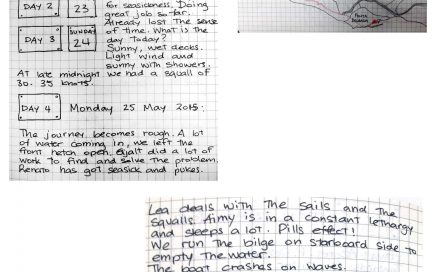 DAY 2
23
for seasickness. Doing
great job so far.
Already lost the sense
of time. What is the
day today?
DAY 3
SUNDAY
24
Sunny, wet decks.
Light wind and
sunny with showers.
AT late midnight we had a squall of
30-35 knots.
DAY 4
Monday 25 May 2015.
The journey becomes rough. A lot
of water coming in, we left the
front hetch open. Ejalt did a lot of
work to find and solve the problem.
Renato has got seasick and pukes.
Lea deals with the sails and the
squalls. Aimy is in a constant lethargy
and sleeps a lot. Pills effect!
We run the bilge on starboard side to
empty the water.
The boat crashes on waves.